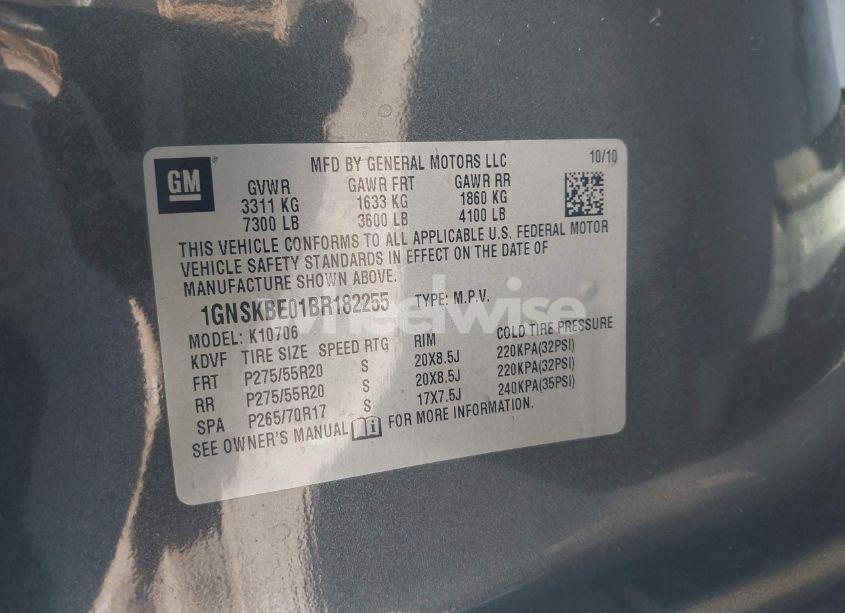 GM
MFD BY GENERAL MOTORS LLC 10/10
GVWR GAWR FRT GAWR RR
3311 KG 1633 KG 1860 KG
7300 LB 3600 LB 4100 LB
THIS VEHICLE CONFORMS TO ALL APPLICABLE U.S. FEDERAL MOTOR
VEHICLE SAFETY STANDARDS IN EFFECT ON THE DATE OF
MANUFACTURE SHOWN ABOVE.
1GNSKBE01BR182255 TYPE: M.P.V.
wheelwise
MODEL: K10706
KDVF TIRE SIZE SPEED RTG RIM COLD TIRE PRESSURE
FRT P275/55R20 S 20X8.5J 220KPA(32PSI)
RR P275/55R20 S 20X8.5J 220KPA(32PSI)
SPA P265/70R17 S 17X7.5J 240KPA(35PSI)
SEE OWNER'S MANUAL i FOR MORE INFORMATION.